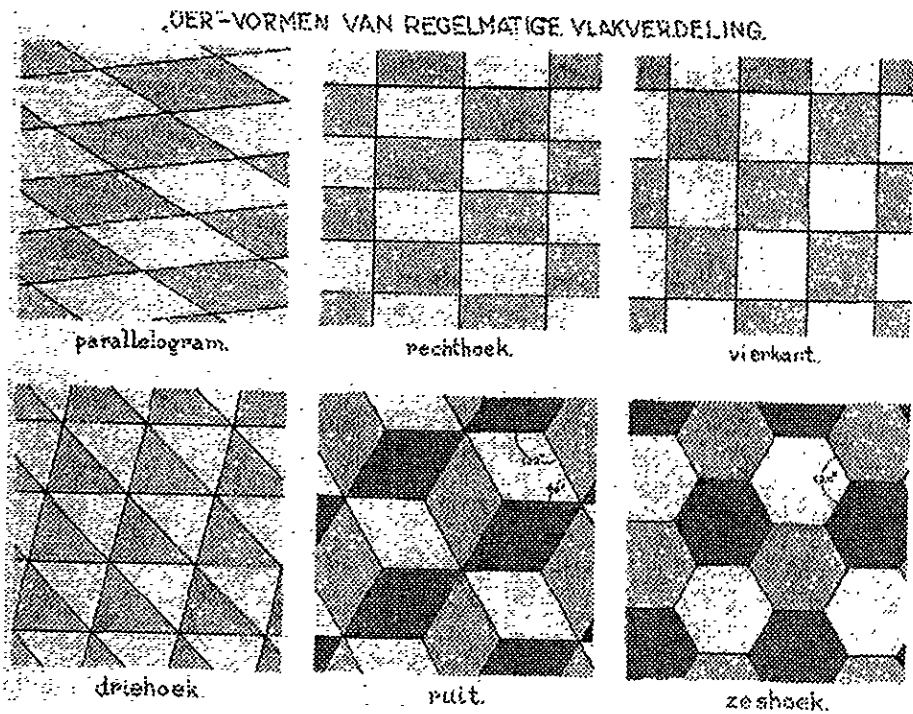 „OER”-VORMEN VAN REGELMATIGE VLAKVERDELING.
parallelogram.
rechthoek.
vierkant.
driehoek.
ruit.
zeshoek.